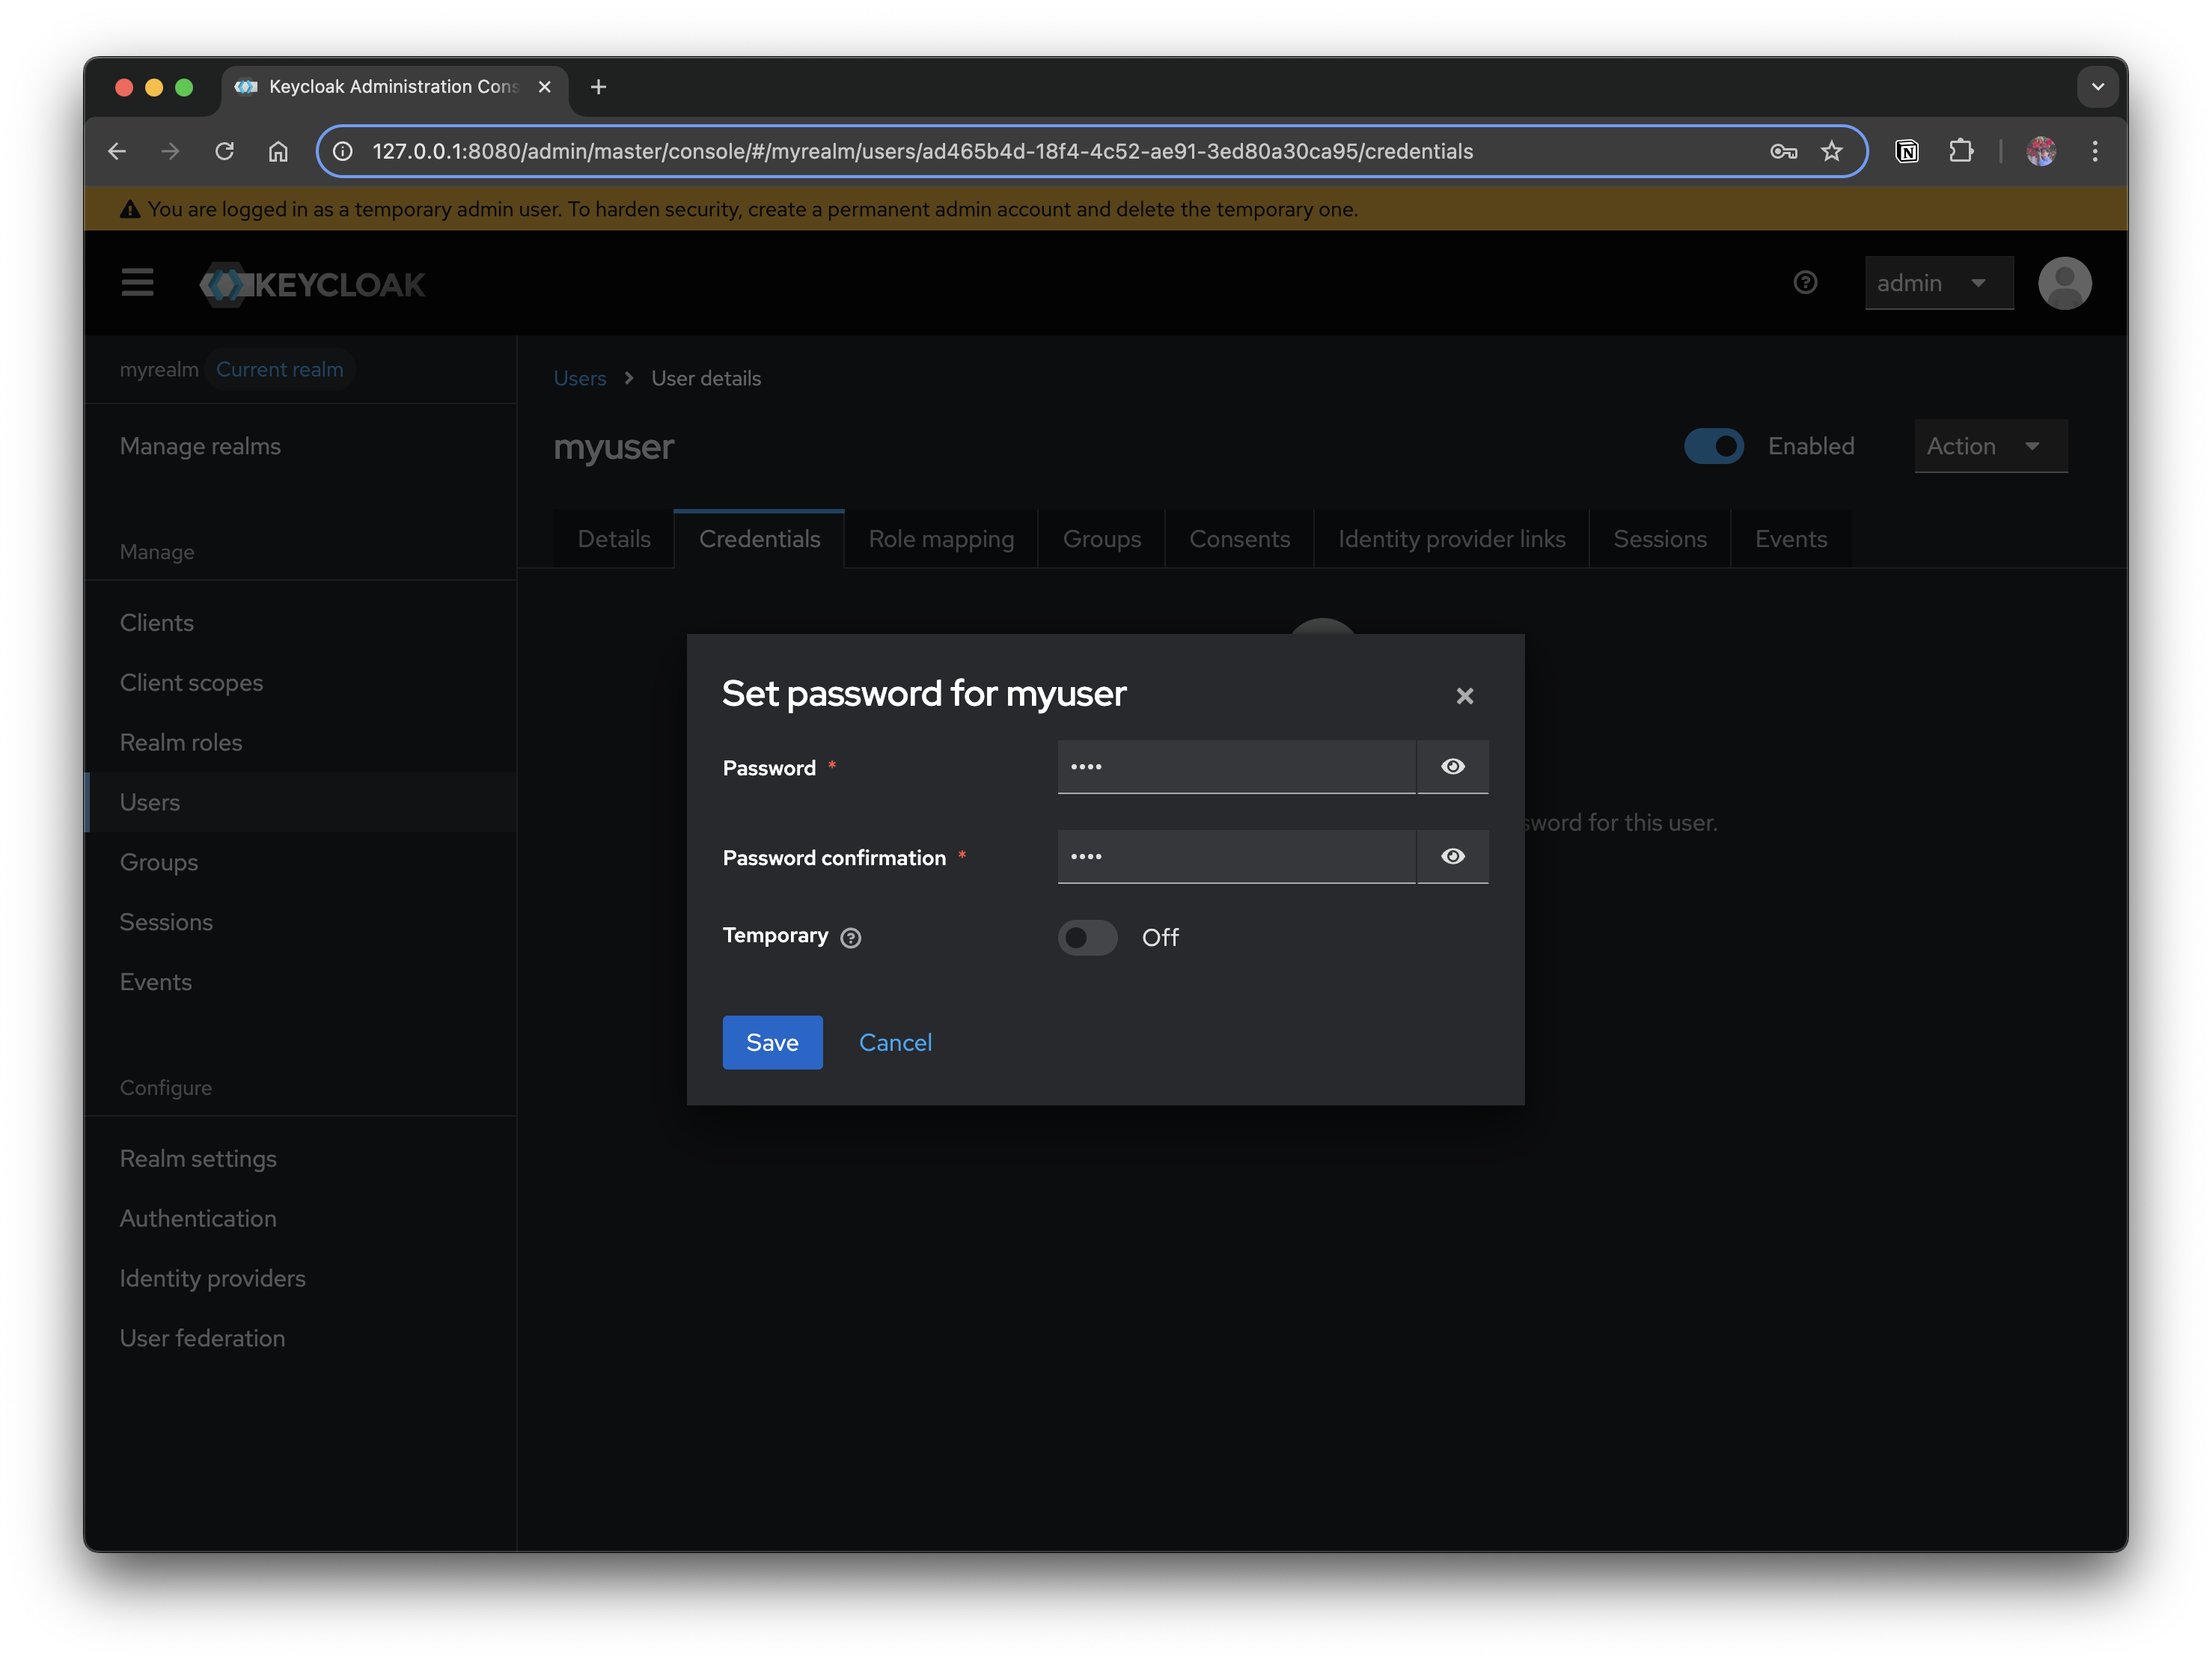 Keycloak Administration Cons
127.0.0.1:8080/admin/master/console/#/myrealm/users/ad465b4d-18f4-4c52-ae91-3ed80a30ca95/credentials
You are logged in as a temporary admin user. To harden security, create a permanent admin account and delete the temporary one.
KEYCLOAK
admin
myrealm Current realm
Manage realms
Manage
Clients
Client scopes
Realm roles
Users
Groups
Sessions
Events
Configure
Realm settings
Authentication
Identity providers
User federation
Users > User details
myuser
Enabled
Action
Details Credentials Role mapping Groups Consents Identity provider links Sessions Events
sword for this user.
Set password for myuser
Password *
••••
Password confirmation *
••••
Temporary
Off
Save Cancel